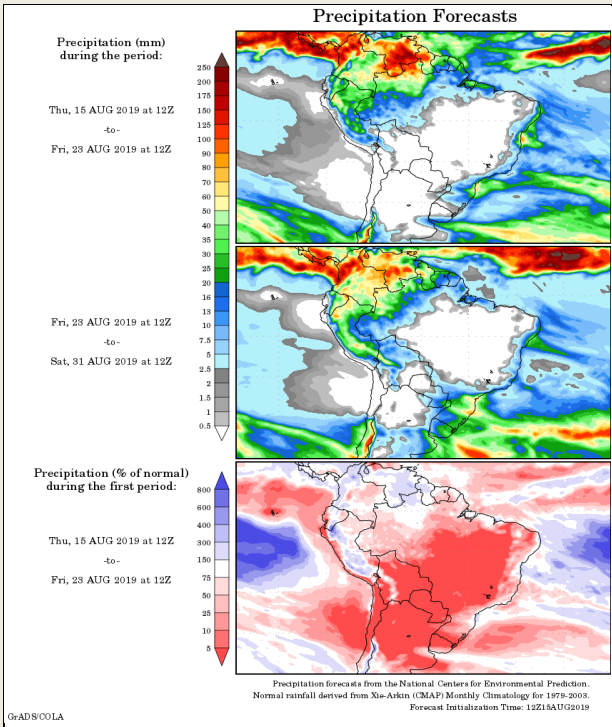 Precipitation Forecasts
Precipitation (mm)
during the period:
Thu, 15 AUG 2019 at 12Z
-to-
Fri, 23 AUG 2019 at 12Z
250
200
175
150
125
100
90
80
70
60
50
40
35
30
25
20
16
13
10
7.5
5
2.5
2
1.5
1
0.5
Fri, 23 AUG 2019 at 12Z
-to-
Sat, 31 AUG 2019 at 12Z
Precipitation (% of normal)
during the first period:
Thu, 15 AUG 2019 at 12Z
-to-
Fri, 23 AUG 2019 at 12Z
800
600
400
300
150
75
50
25
10
5
Precipitation forecasts from the National Centers for Environmental Prediction.
Normal rainfall derived from Xie-Arkin (CMAP) Monthly Climatology for 1979-2003.
Forecast Initialization Time: 12Z15AUG2019
GrADS/COLA